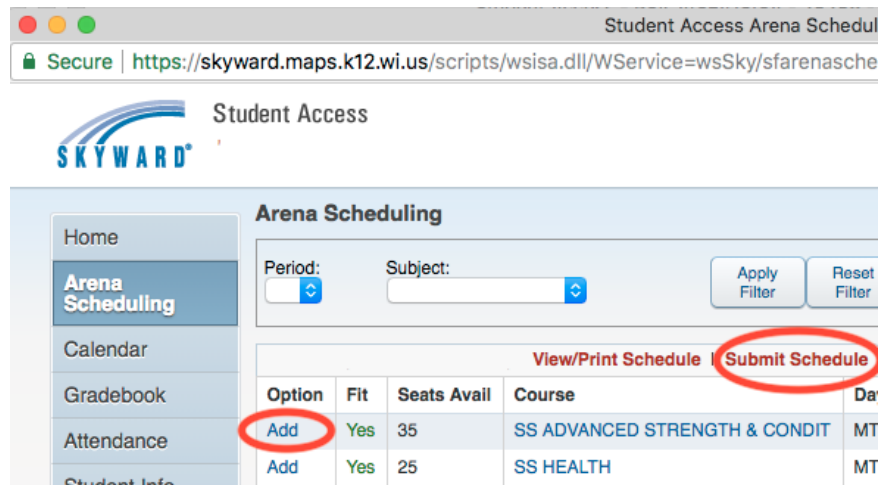 Student Access Arena Schedul
Secure | https://skyward.maps.k12.wi.us/scripts/wsisa.dll/WService=wsSky/sfarenasche
Student Access
SKYWARD®
Arena Scheduling
Home
Arena
Scheduling
Calendar
Gradebook
Attendance
Student Info
Period:
Subject:
Apply
Filter
Reset
Filter
View/Print Schedule | Submit Schedule
Option Fit Seats Avail Course Da
Add Yes 35 SS ADVANCED STRENGTH & CONDIT MT
Add Yes 25 SS HEALTH MT